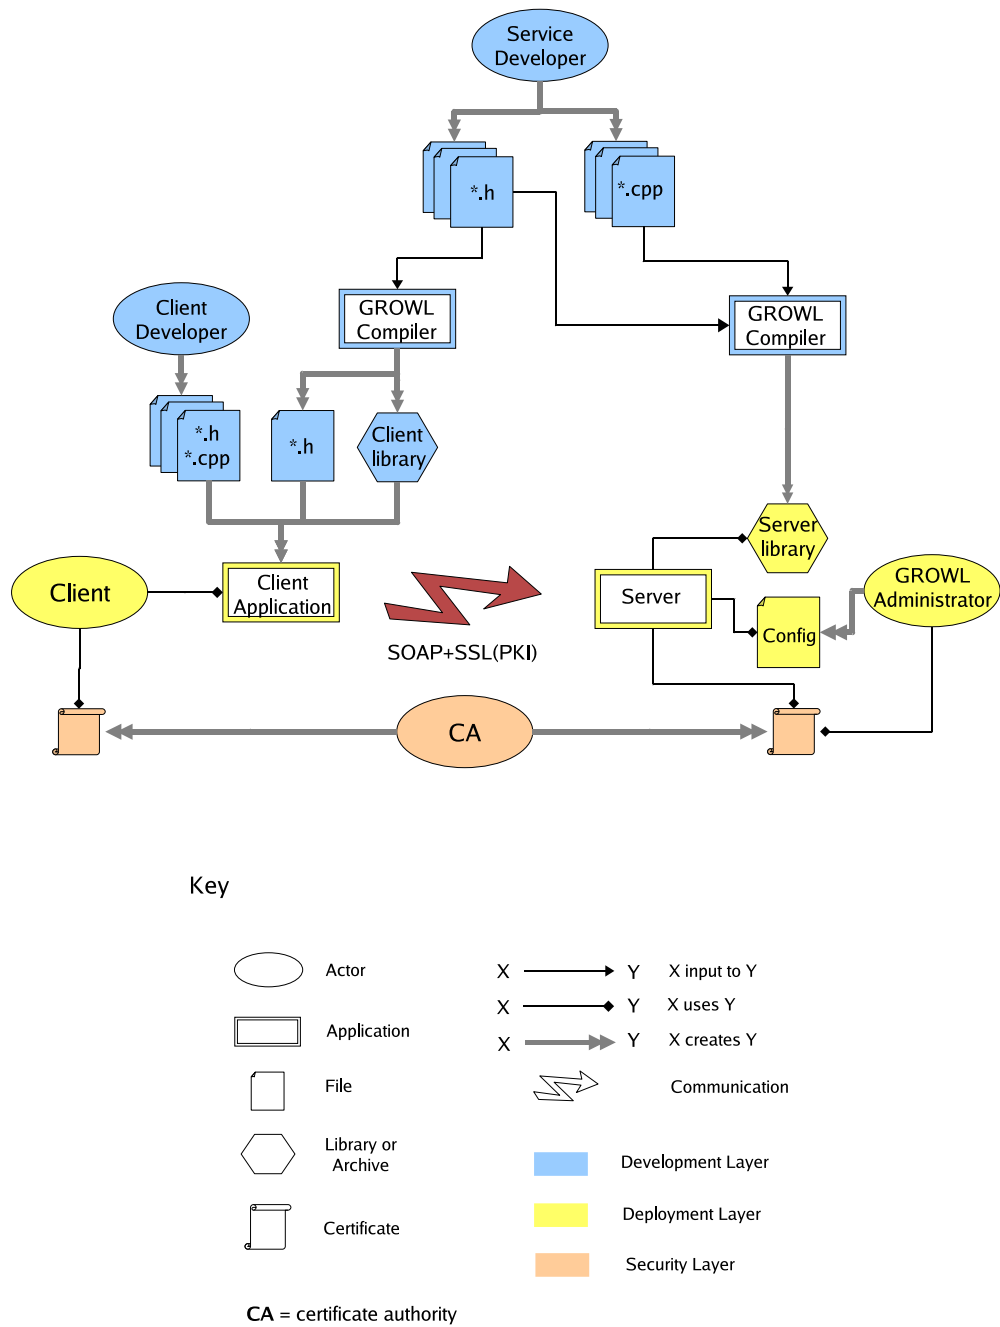 Service
Developer
*.h
*.cpp
Client
Developer
GROWL
Compiler
GROWL
Compiler
*.h
*.cpp
*.h
Client
library
Server
library
Client
Client
Application
Server
GROWL
Administrator
Config
SOAP+SSL(PKI)
CA
Key
Actor
X Y X input to Y
X Y X uses Y
Application
X Y X creates Y
File
Communication
Library or
Archive
Development Layer
Certificate
Deployment Layer
Security Layer
CA = certificate authority